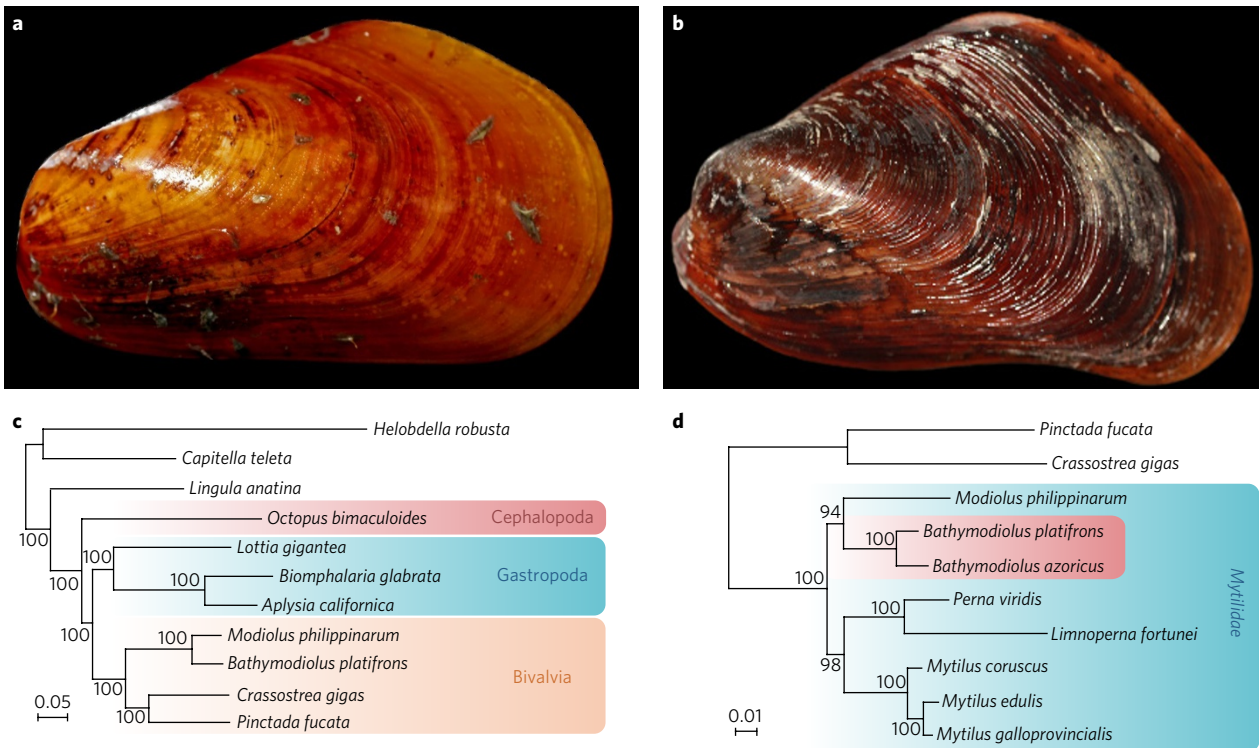 a
b
c
Helobdella robusta
Capitella teleta
Lingula anatina
100
Octopus bimaculoides
Cephalopoda
100
Lottia gigantea
100
Biomphalaria glabrata
Gastropoda
100
Aplysia californica
100
Modiolus philippinarum
100
Bathymodiolus platifrons
Bivalvia
100
Crassostrea gigas
100
Pinctada fucata
0.05
d
Pinctada fucata
Crassostrea gigas
Modiolus philippinarum
94
Bathymodiolus platifrons
100
Bathymodiolus azoricus
100
Mytilidae
Perna viridis
100
Limnoperna fortunei
98
Mytilus coruscus
100
Mytilus edulis
100
Mytilus galloprovincialis
0.01